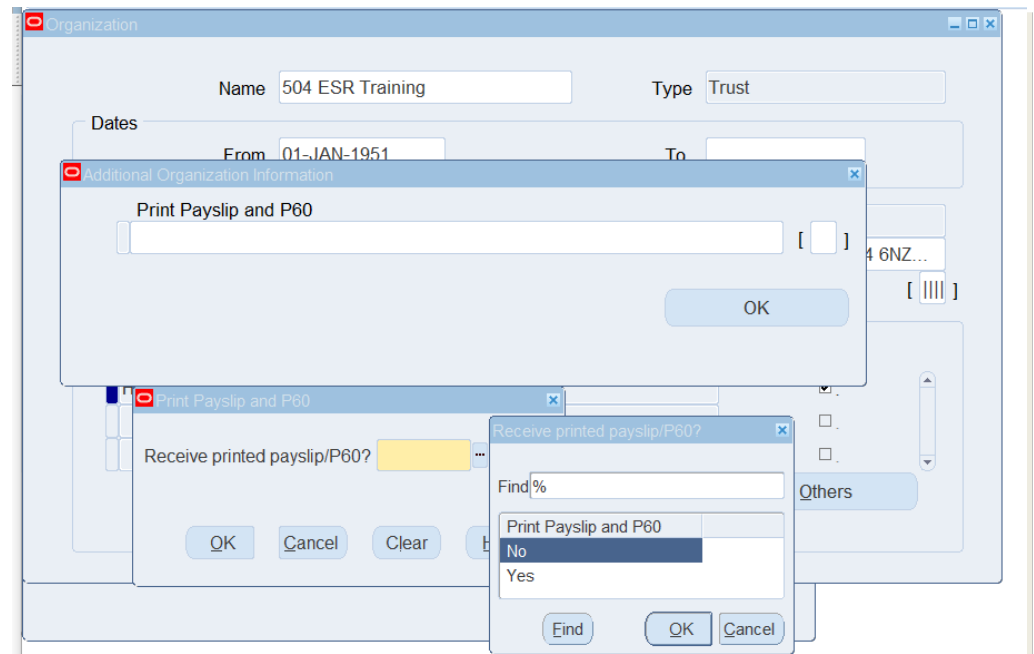 Organization
Name 504 ESR Training Type Trust
Dates
From 01-JAN-1951 To
Additional Organization Information
Print Payslip and P60
[ ]
4 6NZ...
[ |||| ]
OK
Print Payslip and P60
Receive printed payslip/P60? ...
OK Cancel Clear
Receive printed payslip/P60?
Find %
Print Payslip and P60
No
Yes
Find OK Cancel
Others